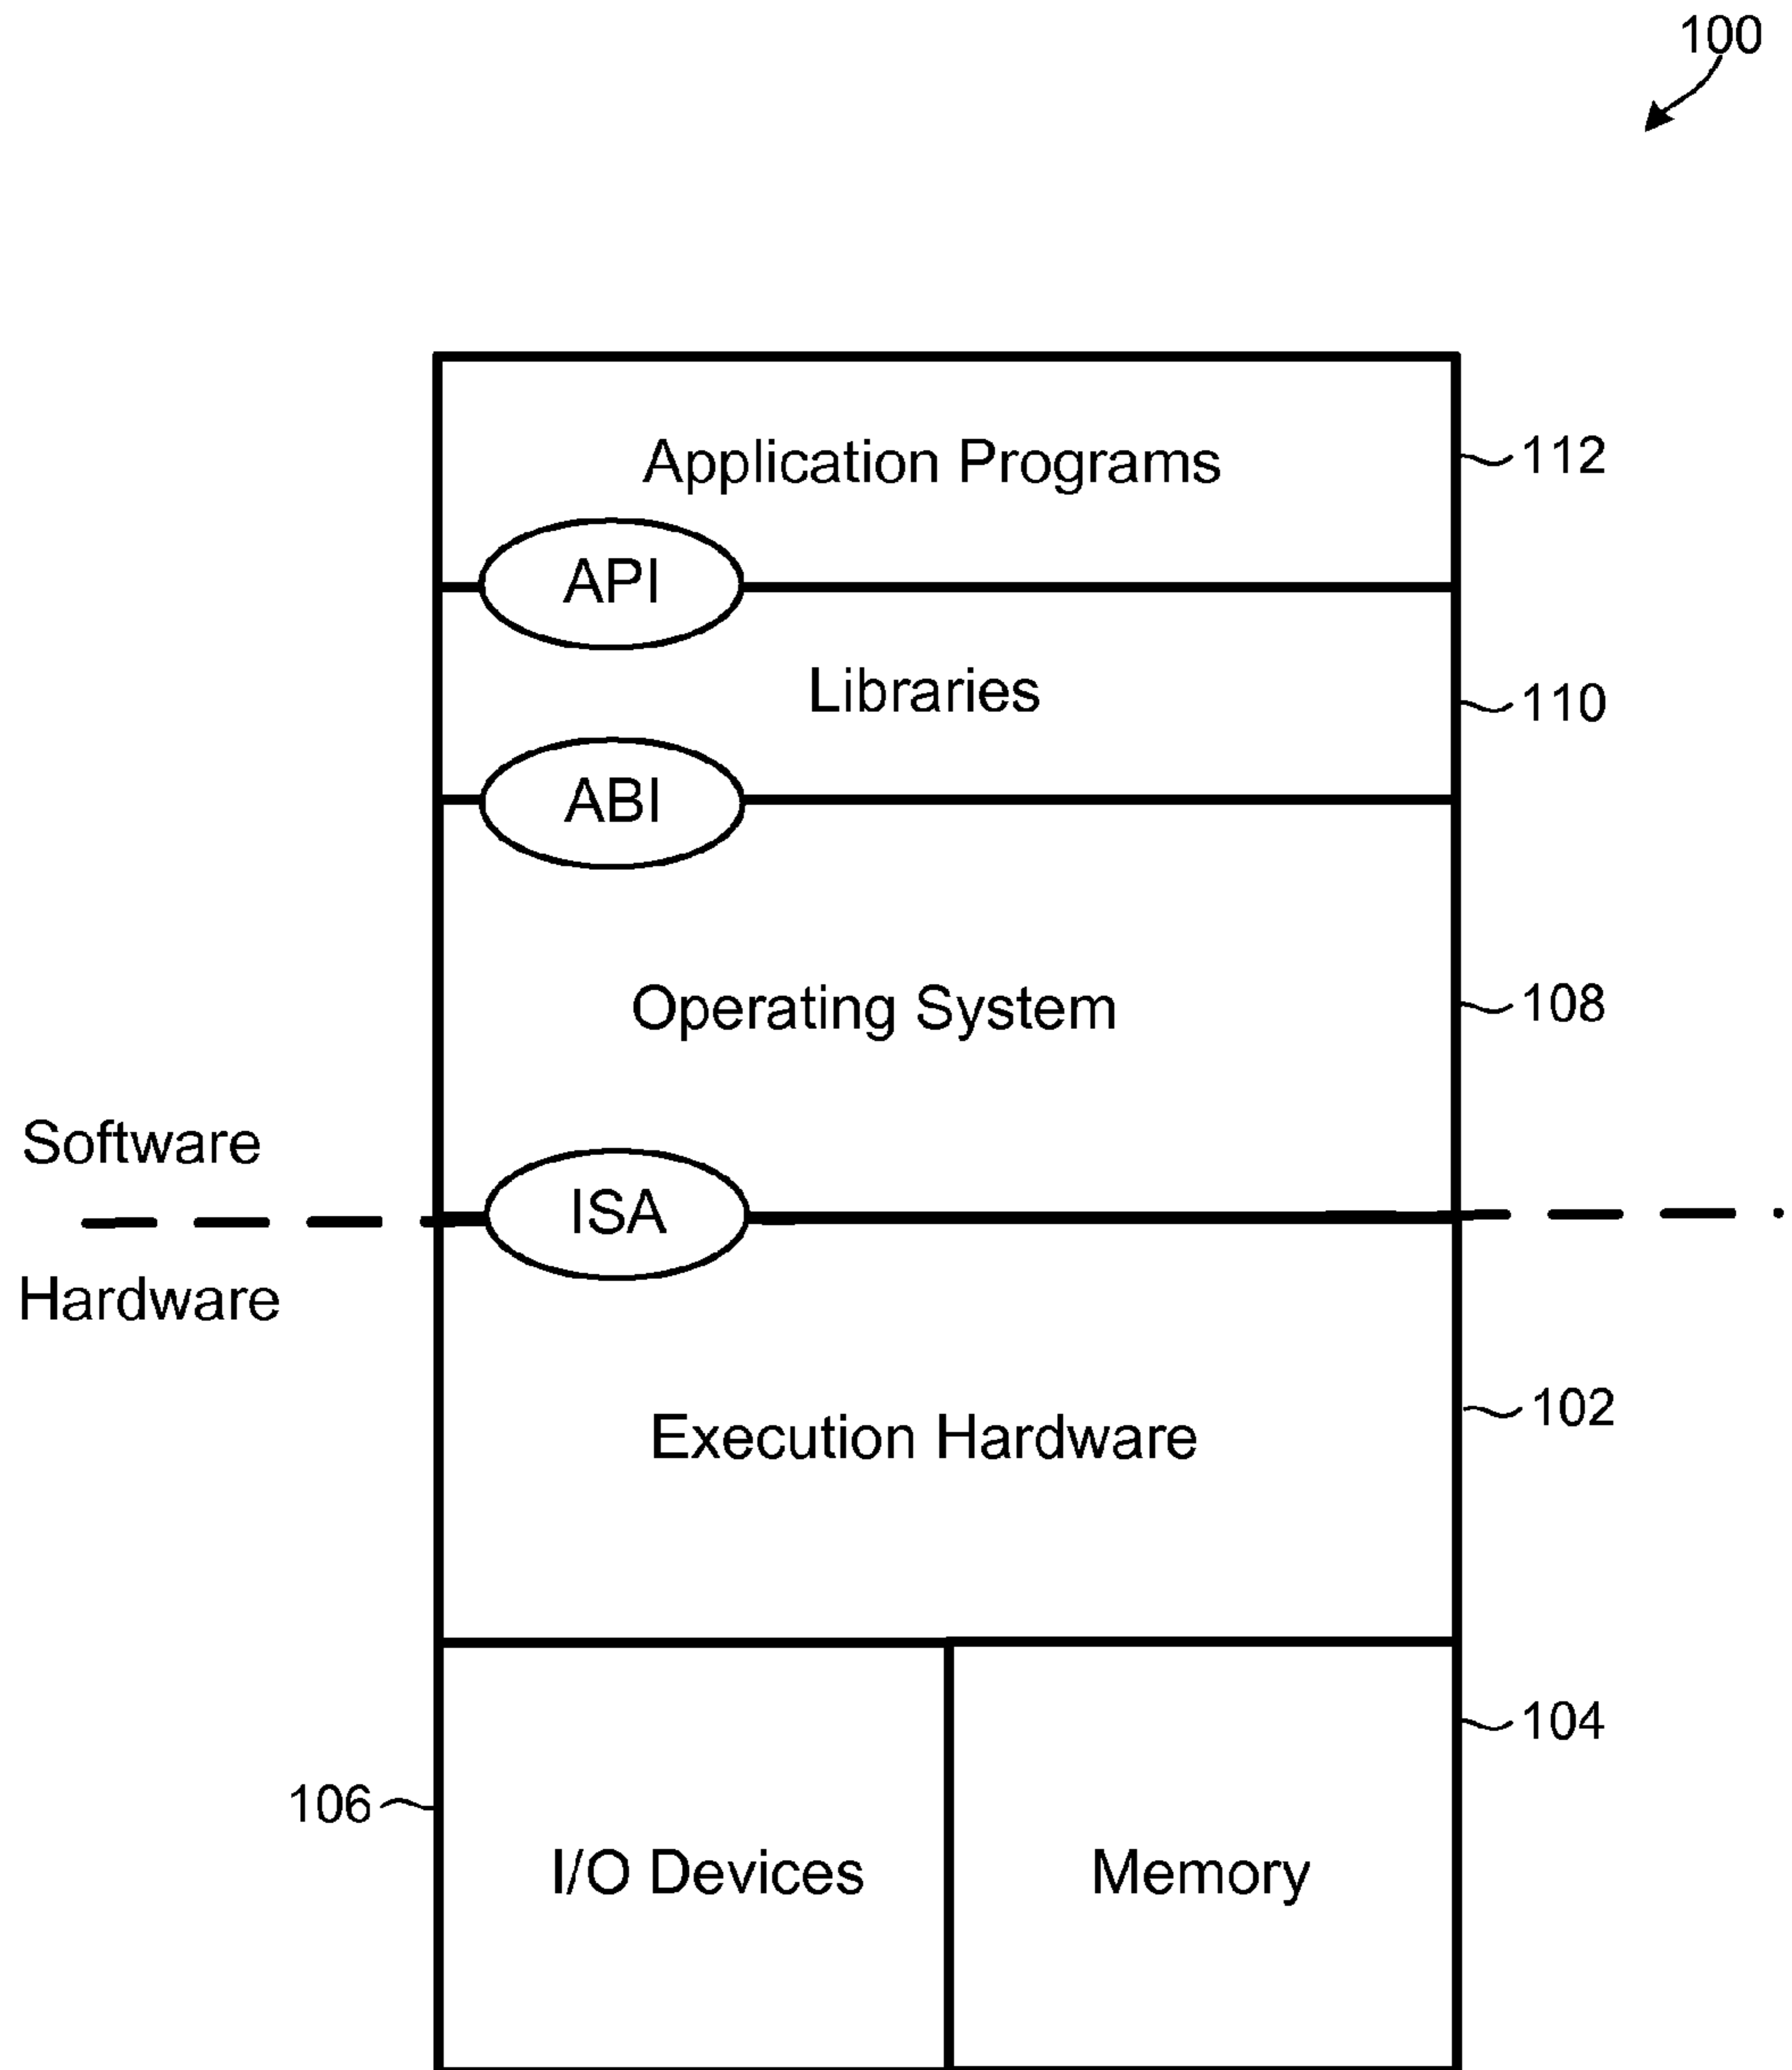 100
Application Programs
112
API
Libraries
110
ABI
Operating System
108
Software
ISA
Hardware
Execution Hardware
102
104
106
I/O Devices
Memory